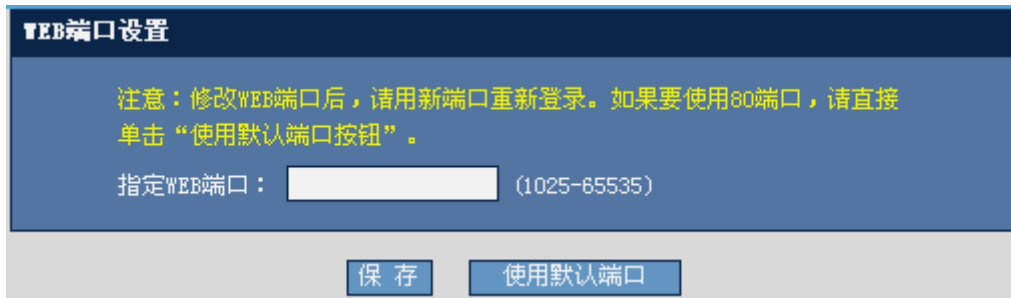 WEB端口设置
注意：修改WEB端口后，请用新端口重新登录。如果要使用80端口，请直接
单击“使用默认端口按钮”。
指定WEB端口： (1025-65535)
保 存 使用默认端口